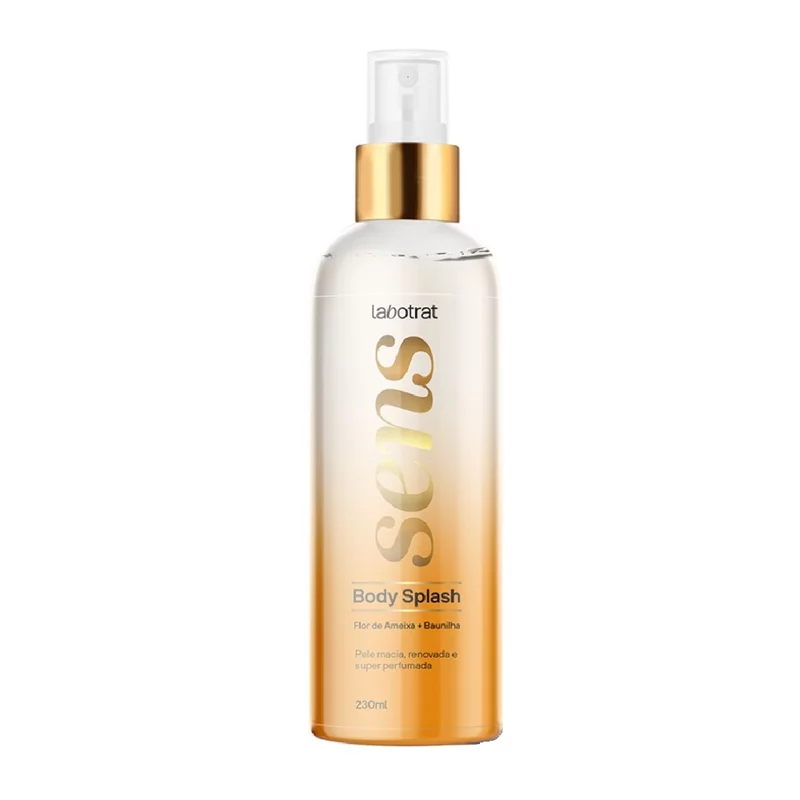 labotrat
sens
Body Splash
Flor de Ameixa + Baunilha
Pele macia, renovada e
super perfumada
230ml